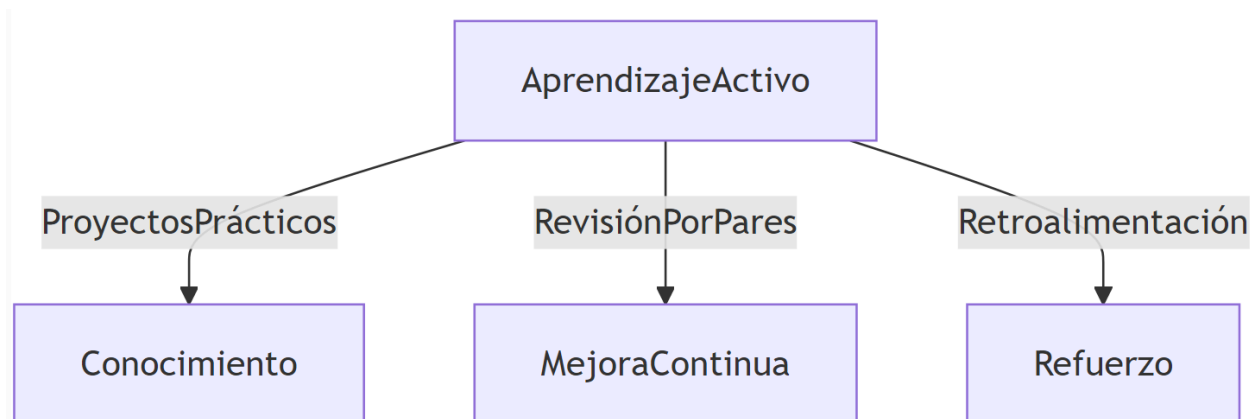 AprendizajeActivo
ProyectosPrácticos
RevisiónPorPares
Retroalimentación
Conocimiento
MejoraContinua
Refuerzo